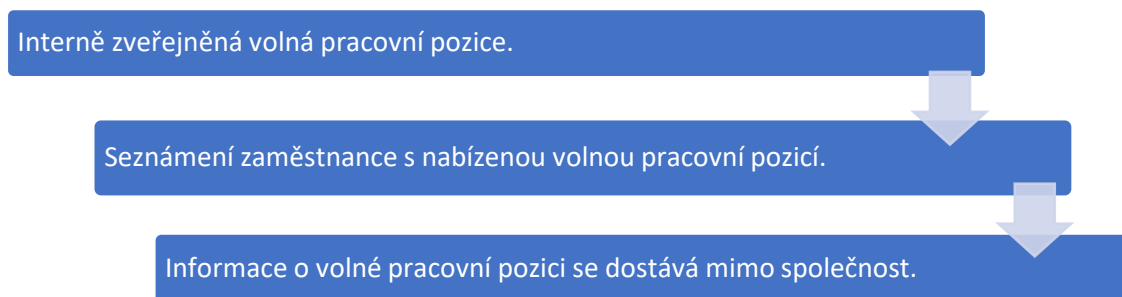 Interně zveřejněná volná pracovní pozice.
Seznámení zaměstnance s nabízenou volnou pracovní pozicí.
Informace o volné pracovní pozici se dostává mimo společnost.